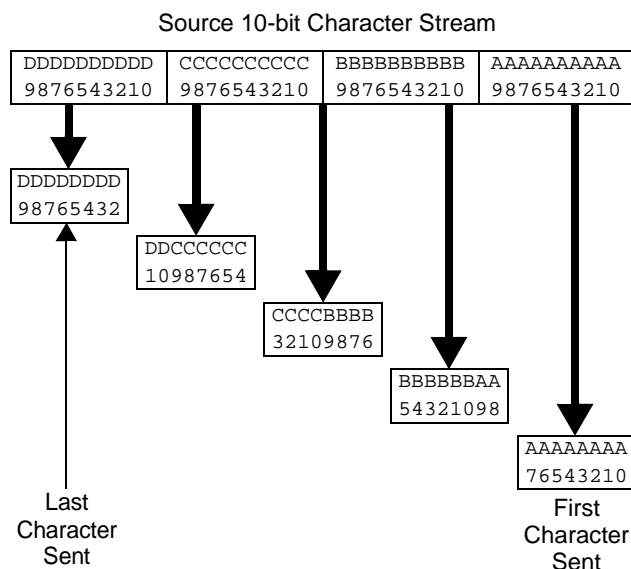 Source 10-bit Character Stream
DDDDDDDDDD CCCCCCCCCC BBBBBBBBBB AAAAAAAAAA
9876543210 9876543210 9876543210 9876543210
DDDDDDDD
98765432
DDCCCCCC
10987654
CCCCBBBB
32109876
BBBBBBAA
54321098
AAAAAAAA
76543210
Last
Character
Sent
First
Character
Sent